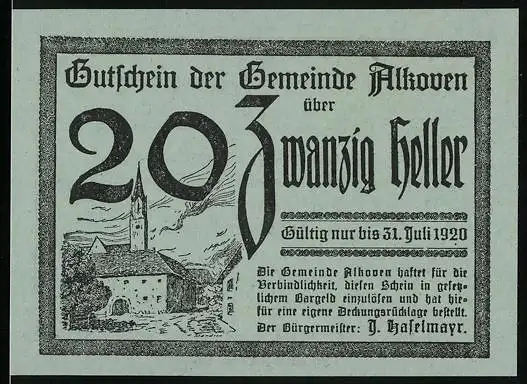 Gutschein der Gemeinde Alkoven
über
20 Zwanzig Heller
Gültig nur bis 31. Juli 1920
Die Gemeinde Alkoven haftet für die
Verbindlichkeit, diesen Schein in gesetz-
lichem Bargeld einzulösen und hat hie-
für eine eigene Deckungsrücklage bestellt.
Der Bürgermeister: J. Haselmayr.